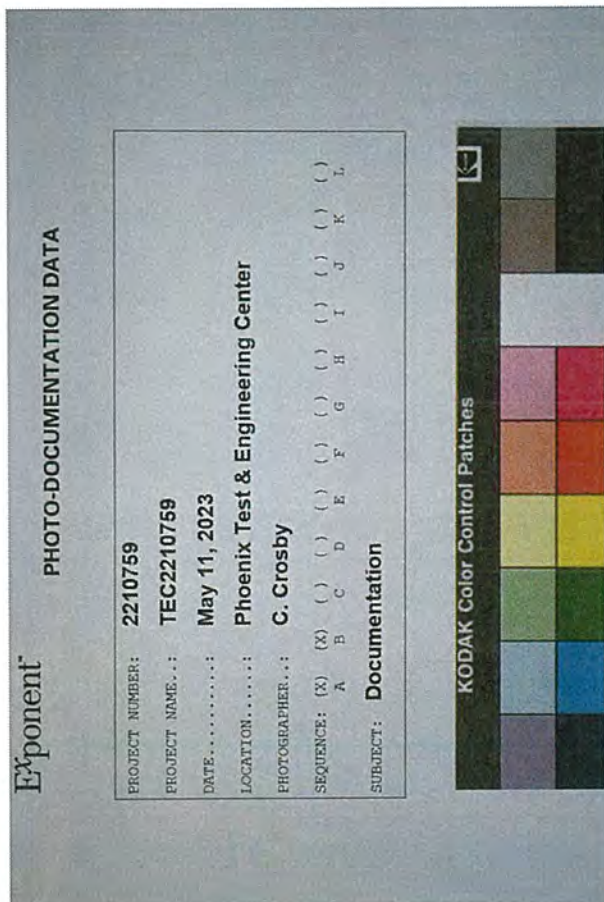 Exponent
PHOTO-DOCUMENTATION DATA
PROJECT NUMBER: 2210759
PROJECT NAME..: TEC2210759
DATE...........: May 11, 2023
LOCATION......: Phoenix Test & Engineering Center
PHOTOGRAPHER..: C. Crosby
SEQUENCE: (X) (X) ( ) ( ) ( ) ( ) ( ) ( ) ( ) ( ) ( ) ( )
A B C D E F G H I J K L
SUBJECT: Documentation
KODAK Color Control Patches